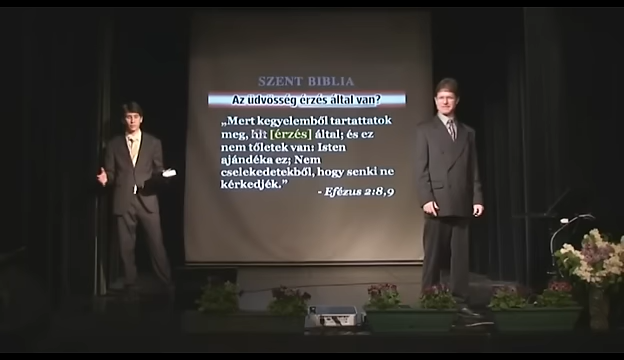 SZENT BIBLIA
Az üdvösség érzés által van?
„Mert kegyelemből tartattatok
meg, hit [érzés] által; és ez
nem tőletek van: Isten
ajándéka ez; Nem
cselekedetekből, hogy senki ne
kérkedjék.”
- Efézus 2:8,9